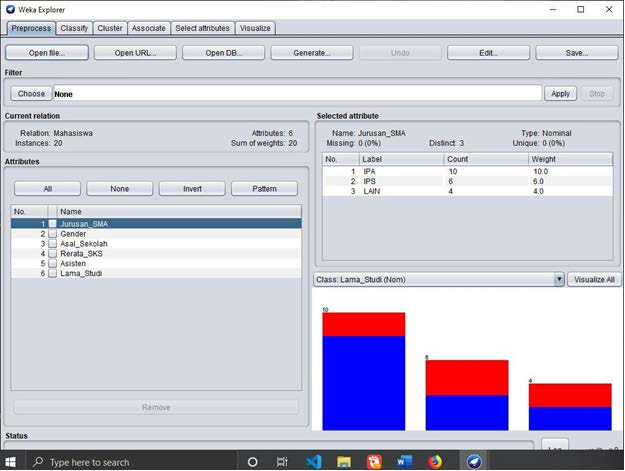 Weka Explorer
Preprocess Classify Cluster Associate Select attributes Visualize
Open file... Open URL... Open DB... Generate... Undo Edit... Save...
Filter
Choose None Apply Stop
Current relation
Relation: Mahasiswa Attributes: 6
Instances: 20 Sum of weights: 20
Attributes
All None Invert Pattern
No. Name
1 Jurusan_SMA
2 Gender
3 Asal_Sekolah
4 Rerata_SKS
5 Asisten
6 Lama_Studi
Remove
Selected attribute
Name: Jurusan_SMA Type: Nominal
Missing: 0 (0%) Distinct: 3 Unique: 0 (0%)
No. Label Count Weight
1 IPA 10 10.0
2 IPS 6 6.0
3 LAIN 4 4.0
Class: Lama_Studi (Nom) Visualize All
10
6
4
Status
Log
Type here to search